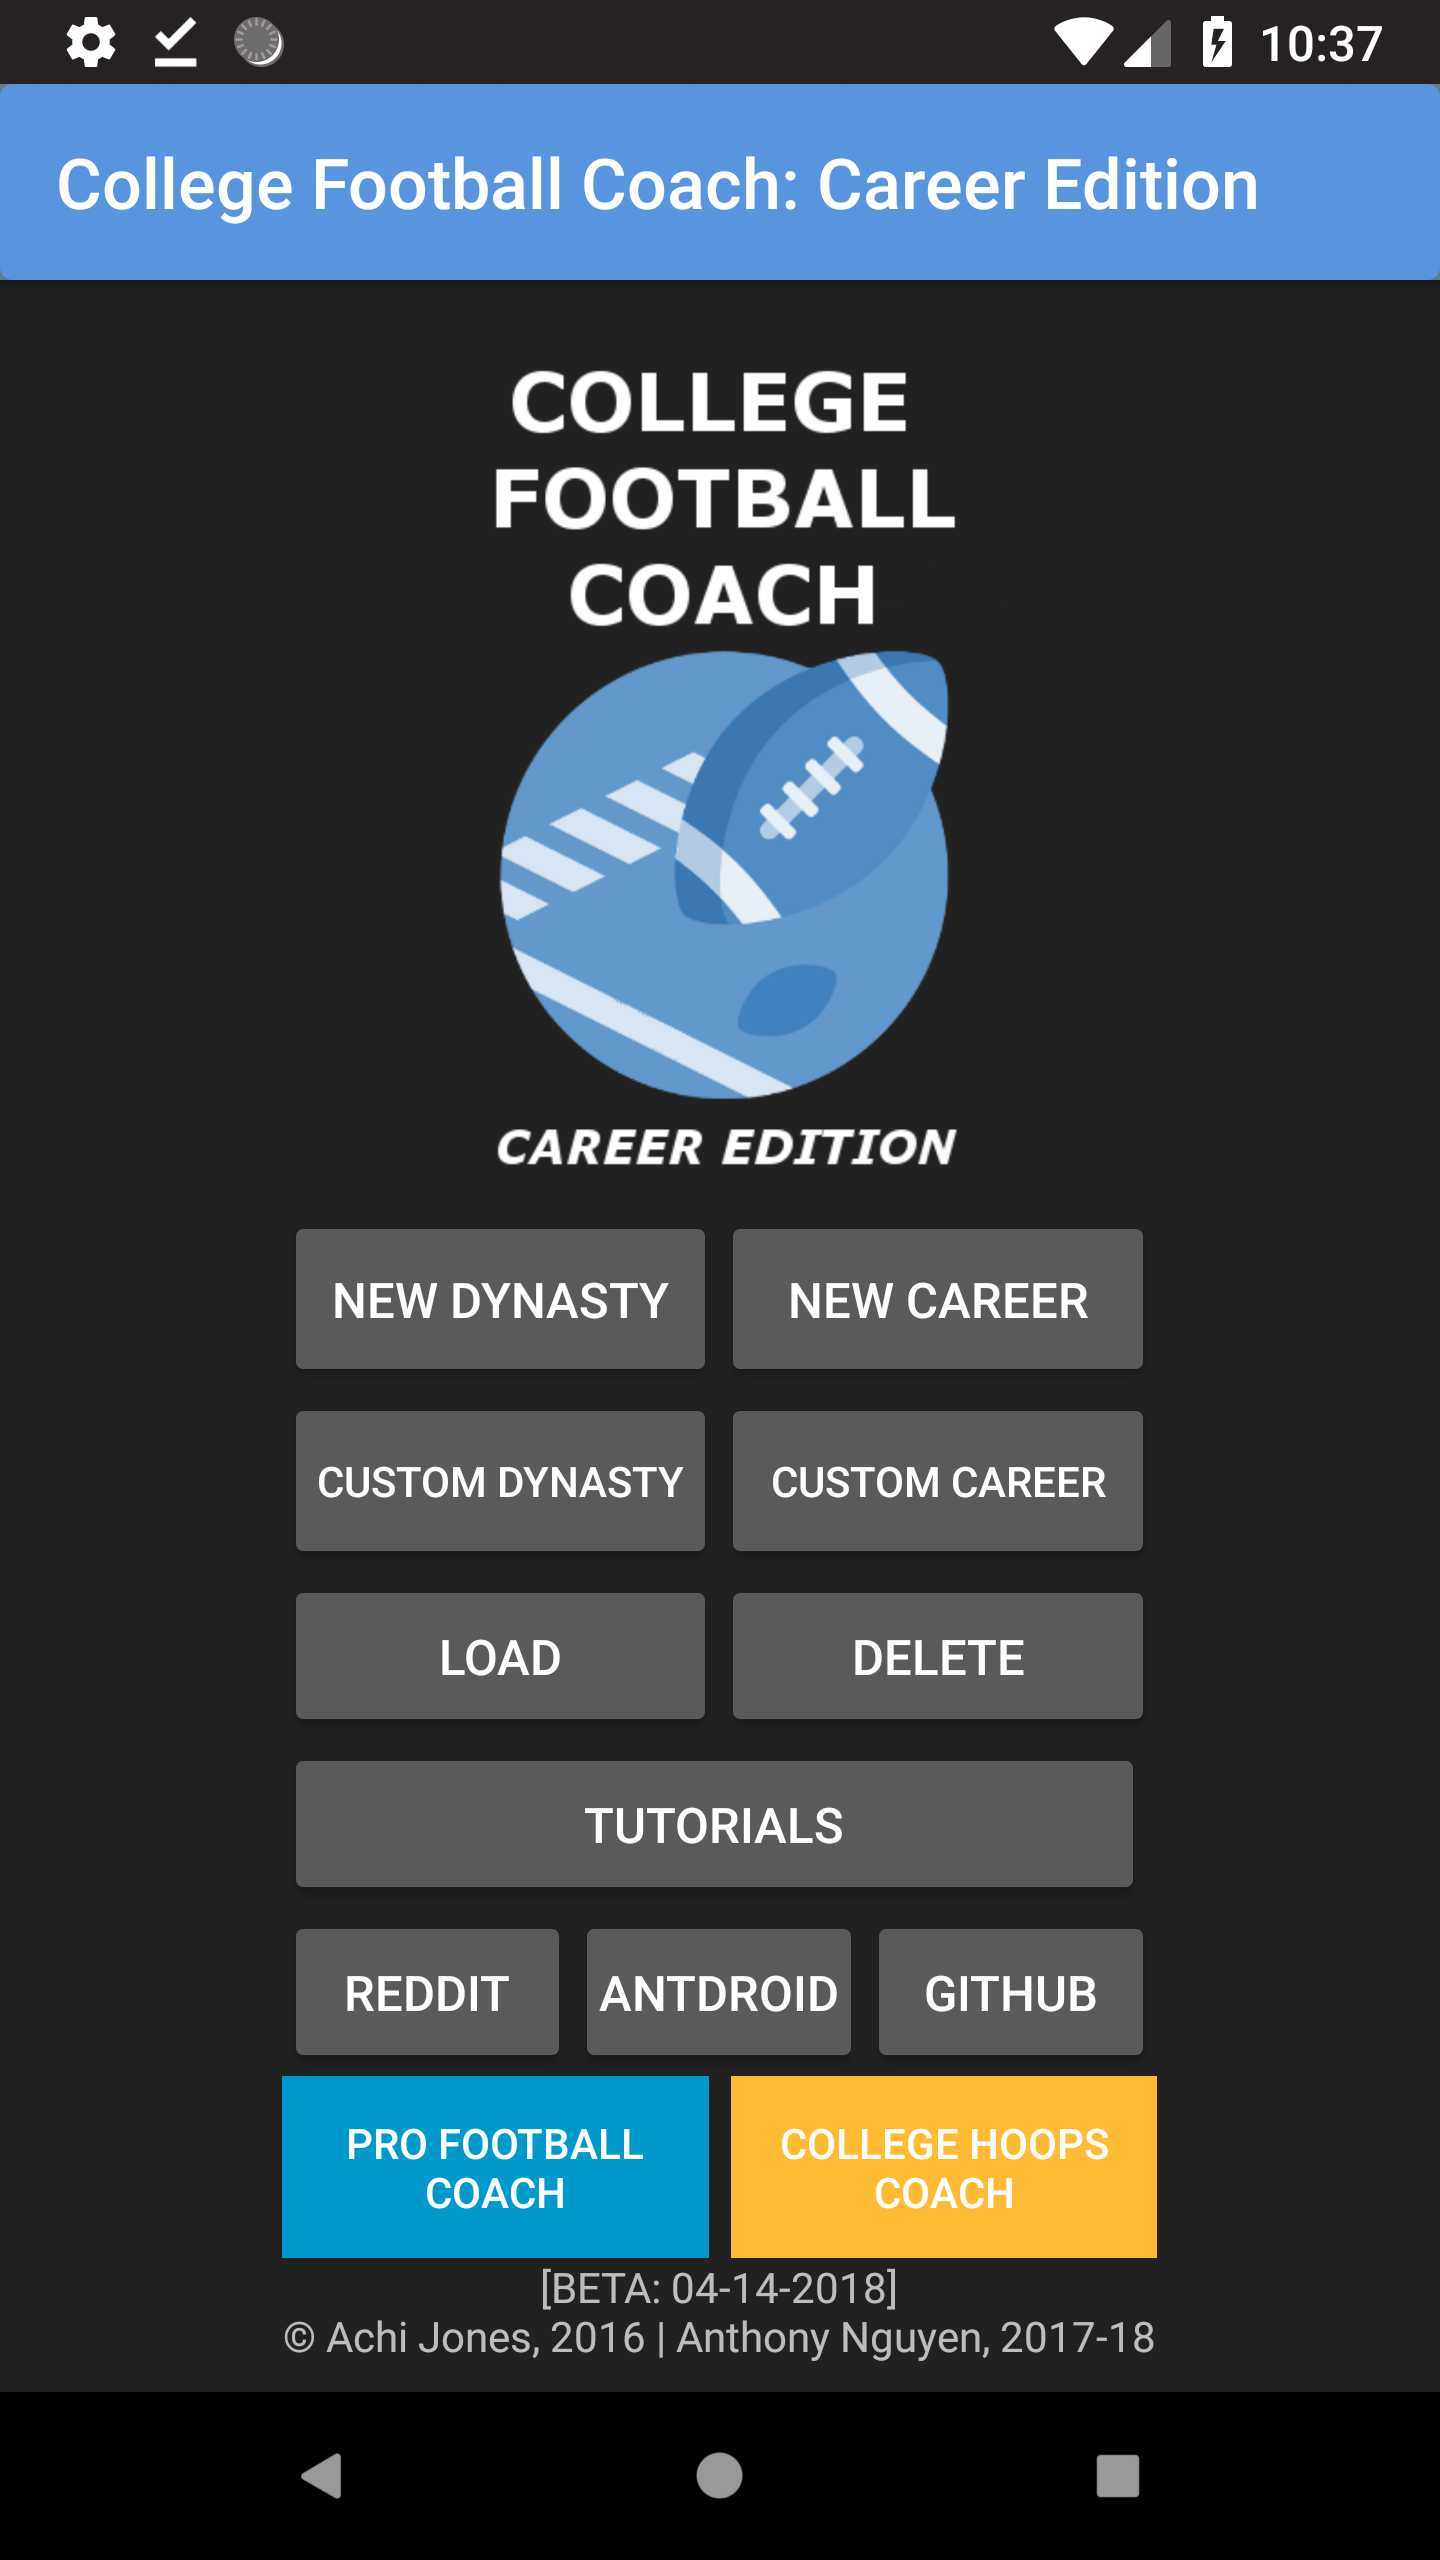 10:37
College Football Coach: Career Edition
COLLEGE
FOOTBALL
COACH
CAREER EDITION
NEW DYNASTY
NEW CAREER
CUSTOM DYNASTY
CUSTOM CAREER
LOAD
DELETE
TUTORIALS
REDDIT
ANTDROID
GITHUB
PRO FOOTBALL
COACH
COLLEGE HOOPS
COACH
[BETA: 04-14-2018]
© Achi Jones, 2016 | Anthony Nguyen, 2017-18